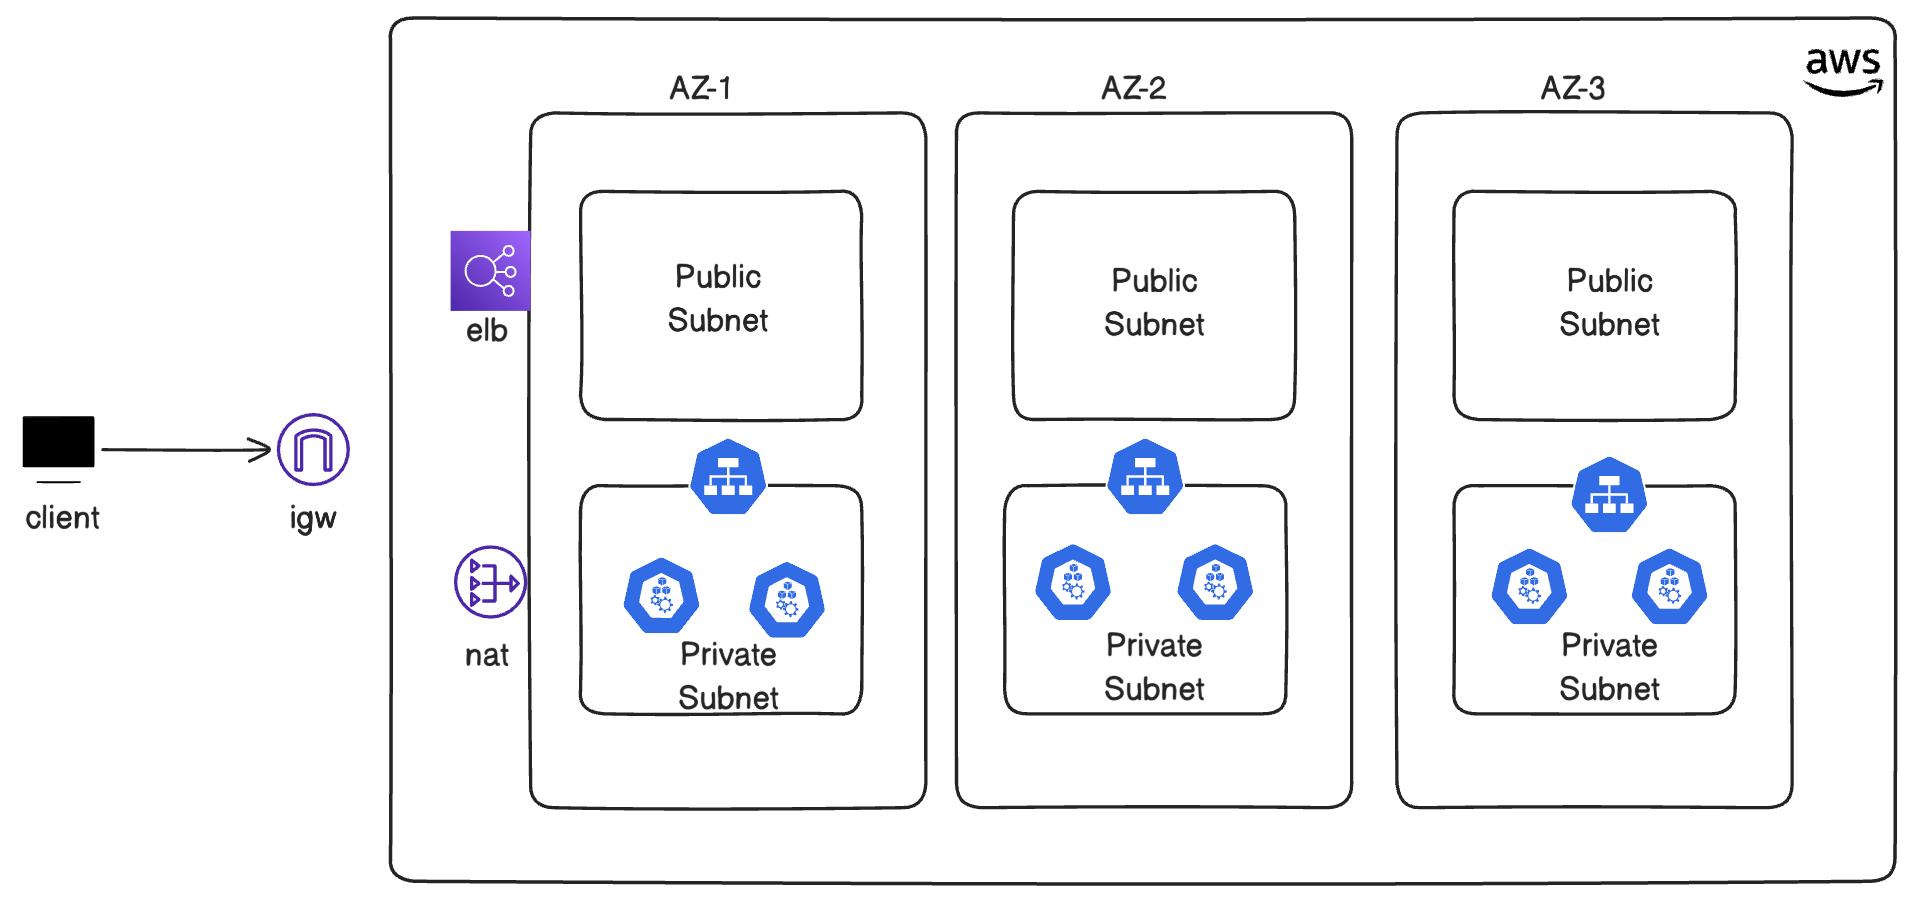 aws
AZ-1
AZ-2
AZ-3
Public
Subnet
Public
Subnet
Public
Subnet
elb
client
igw
nat
Private
Subnet
Private
Subnet
Private
Subnet